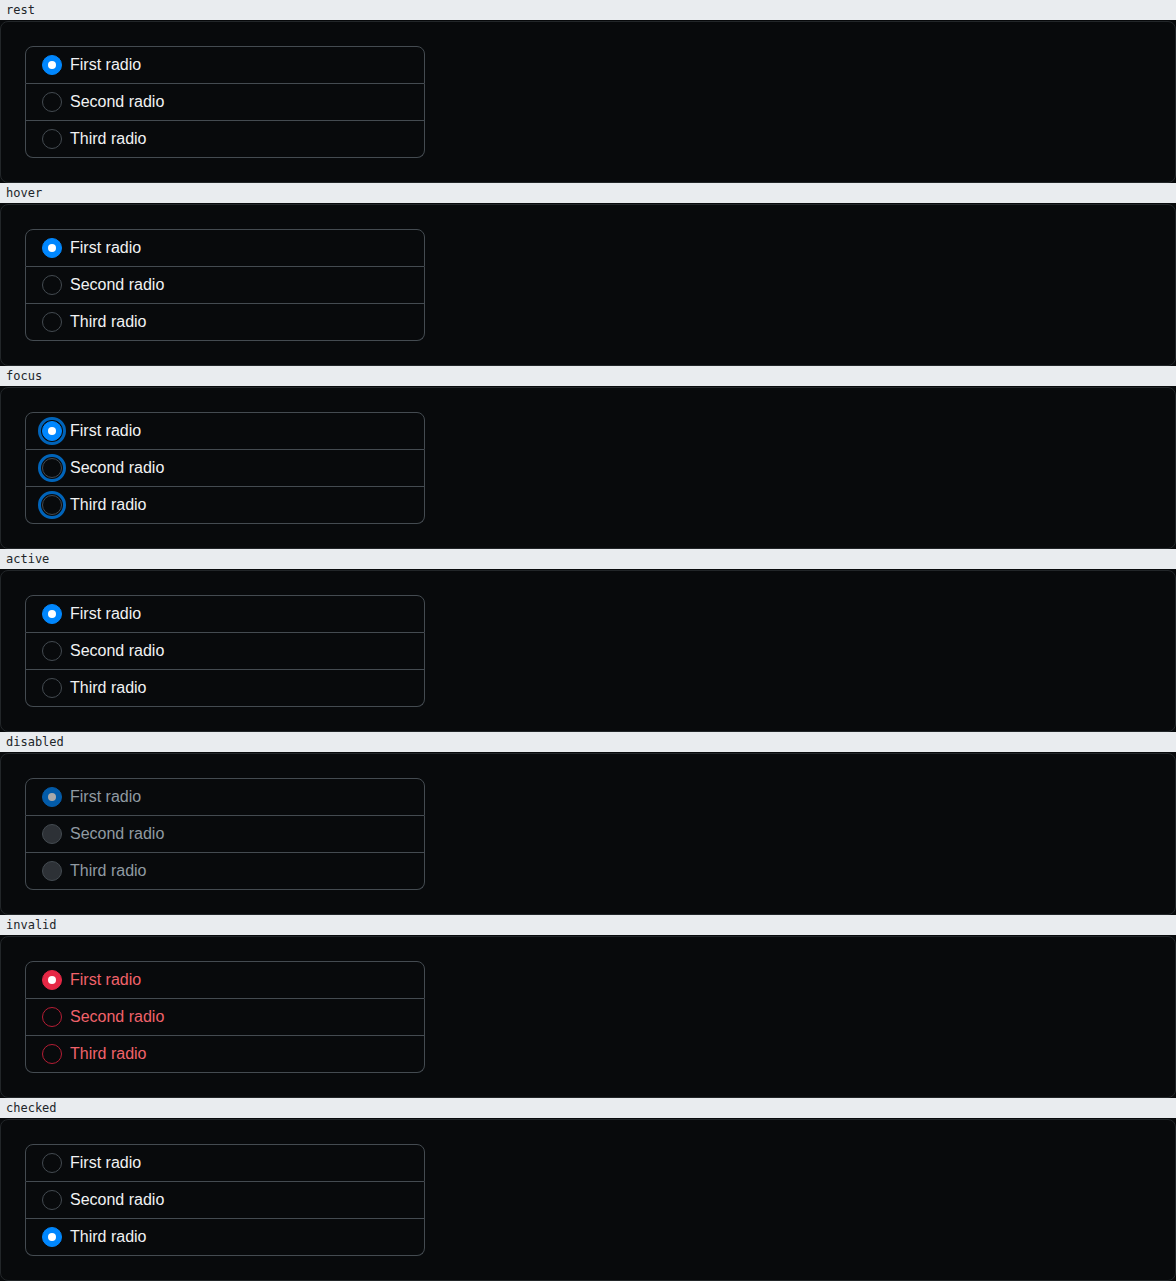 rest
First radio
Second radio
Third radio
hover
First radio
Second radio
Third radio
focus
First radio
Second radio
Third radio
active
First radio
Second radio
Third radio
disabled
First radio
Second radio
Third radio
invalid
First radio
Second radio
Third radio
checked
First radio
Second radio
Third radio